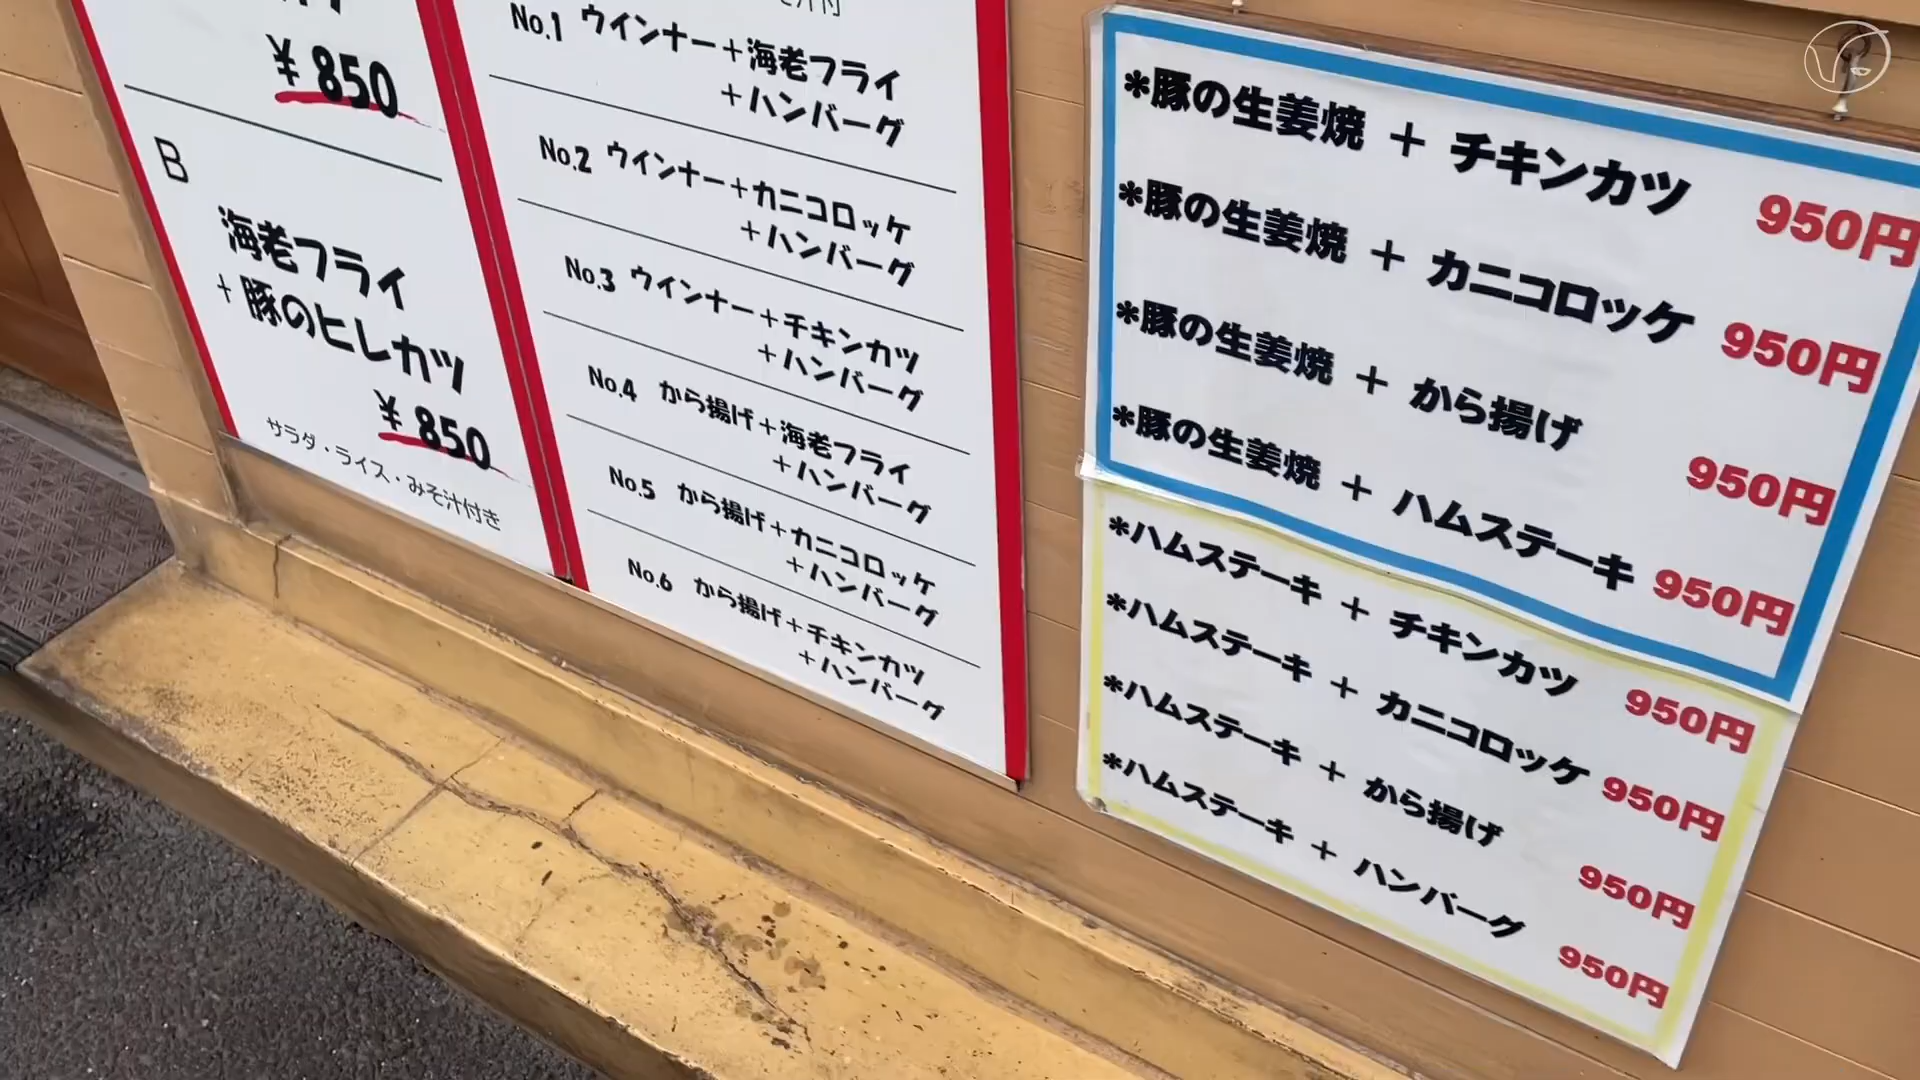 ¥850
B
海老フライ
+豚のヒレカツ
¥850
サラダ・ライス・みそ汁付き
No.1 ウインナー+海老フライ
+ハンバーグ
No.2 ウインナー+カニコロッケ
+ハンバーグ
No.3 ウインナー+チキンカツ
+ハンバーグ
No.4 から揚げ+海老フライ
+ハンバーグ
No.5 から揚げ+カニコロッケ
+ハンバーグ
No.6 から揚げ+チキンカツ
+ハンバーグ
*豚の生姜焼 + チキンカツ 950円
*豚の生姜焼 + カニコロッケ 950円
*豚の生姜焼 + から揚げ 950円
*豚の生姜焼 + ハムステーキ 950円
*ハムステーキ + チキンカツ 950円
*ハムステーキ + カニコロッケ 950円
*ハムステーキ + から揚げ 950円
*ハムステーキ + ハンバーグ 950円